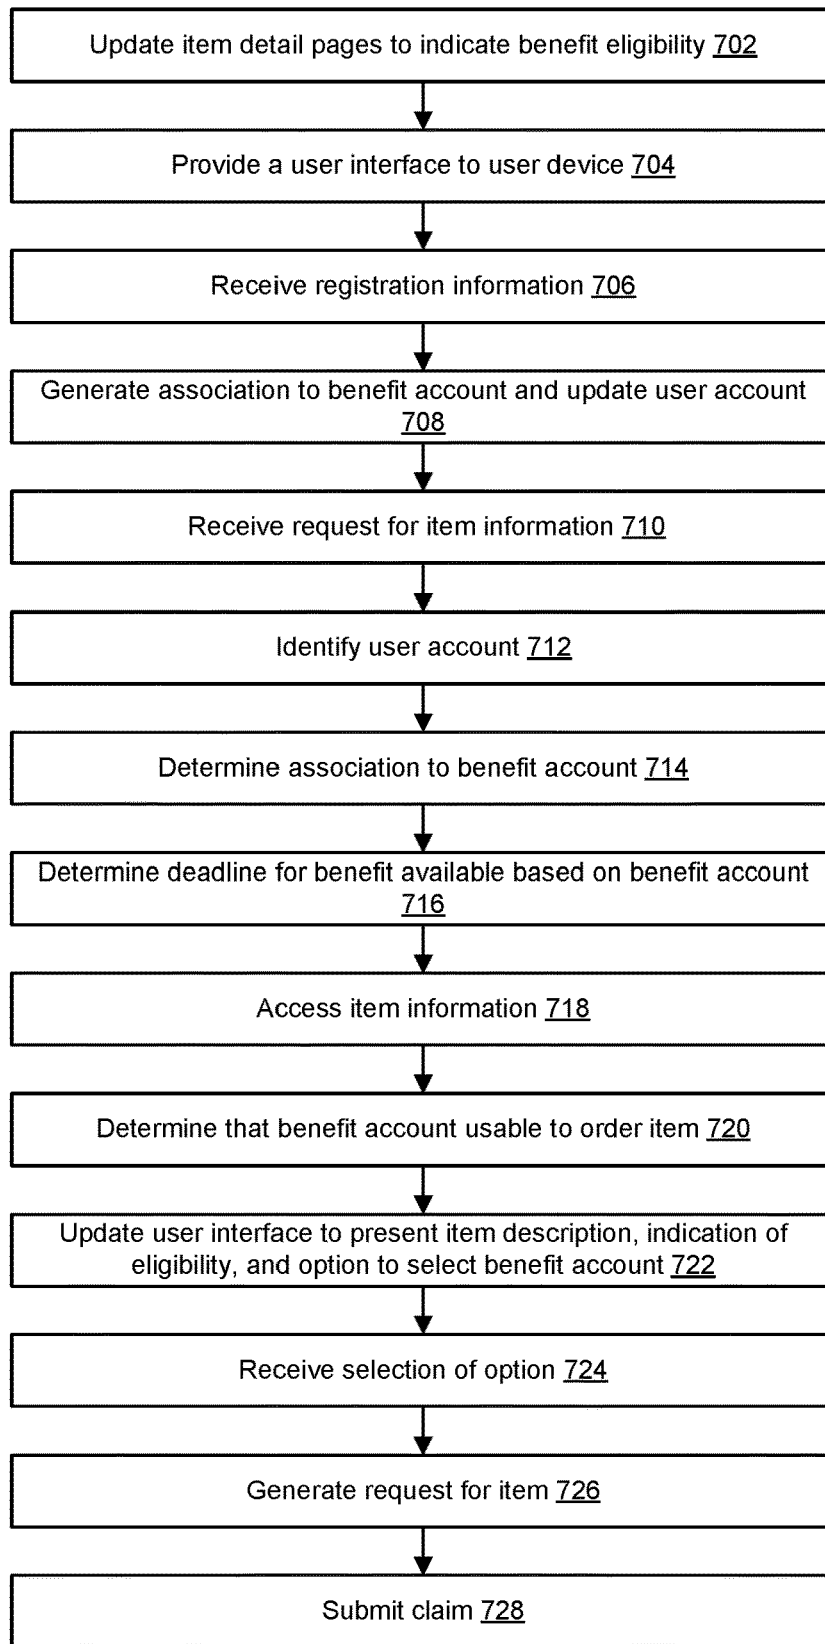 Update item detail pages to indicate benefit eligibility 702
Provide a user interface to user device 704
Receive registration information 706
Generate association to benefit account and update user account
708
Receive request for item information 710
Identify user account 712
Determine association to benefit account 714
Determine deadline for benefit available based on benefit account
716
Access item information 718
Determine that benefit account usable to order item 720
Update user interface to present item description, indication of
eligibility, and option to select benefit account 722
Receive selection of option 724
Generate request for item 726
Submit claim 728